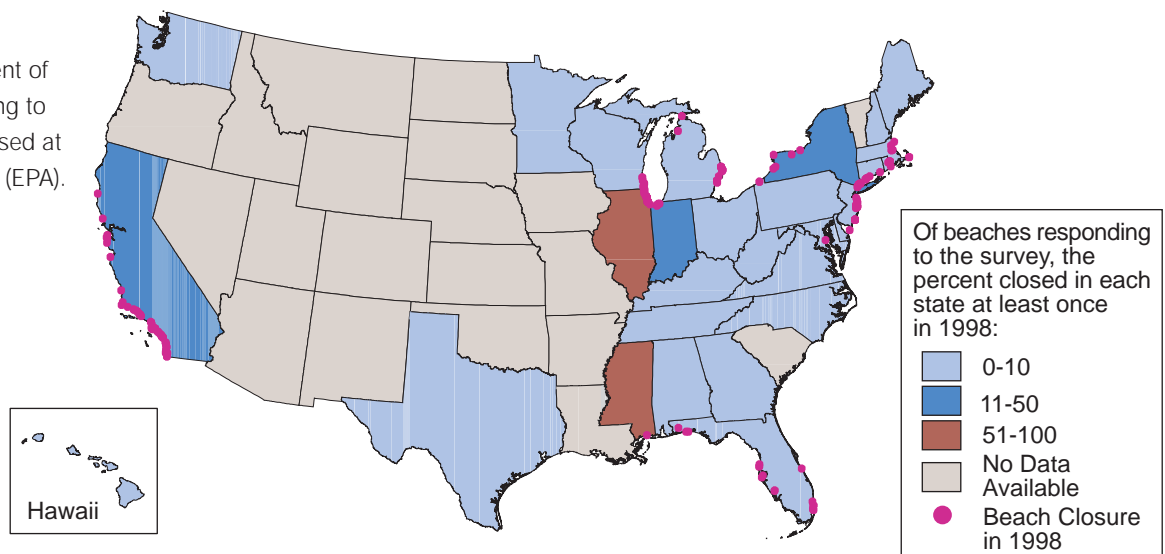 ent of
ng to
sed at
(EPA).
Of beaches responding
to the survey, the
percent closed in each
state at least once
in 1998:
0-10
11-50
51-100
No Data
Available
Beach Closure
in 1998
Hawaii